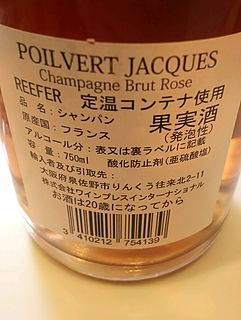 POILVERT JACQUES
Champagne Brut Rose
REEFER 定温コンテナ使用
品名：シャンパン 果実酒
原産国：フランス (発泡性)
アルコール分：表又は裏ラベルに記載
容量：750ml 酸化防止剤(亜硫酸塩)
輸入者及び引取先：
大阪府泉佐野市りんくう往来北2-11
株式会社ワインプレスインターナショナル
3 410212 754139
お酒は20歳になってから